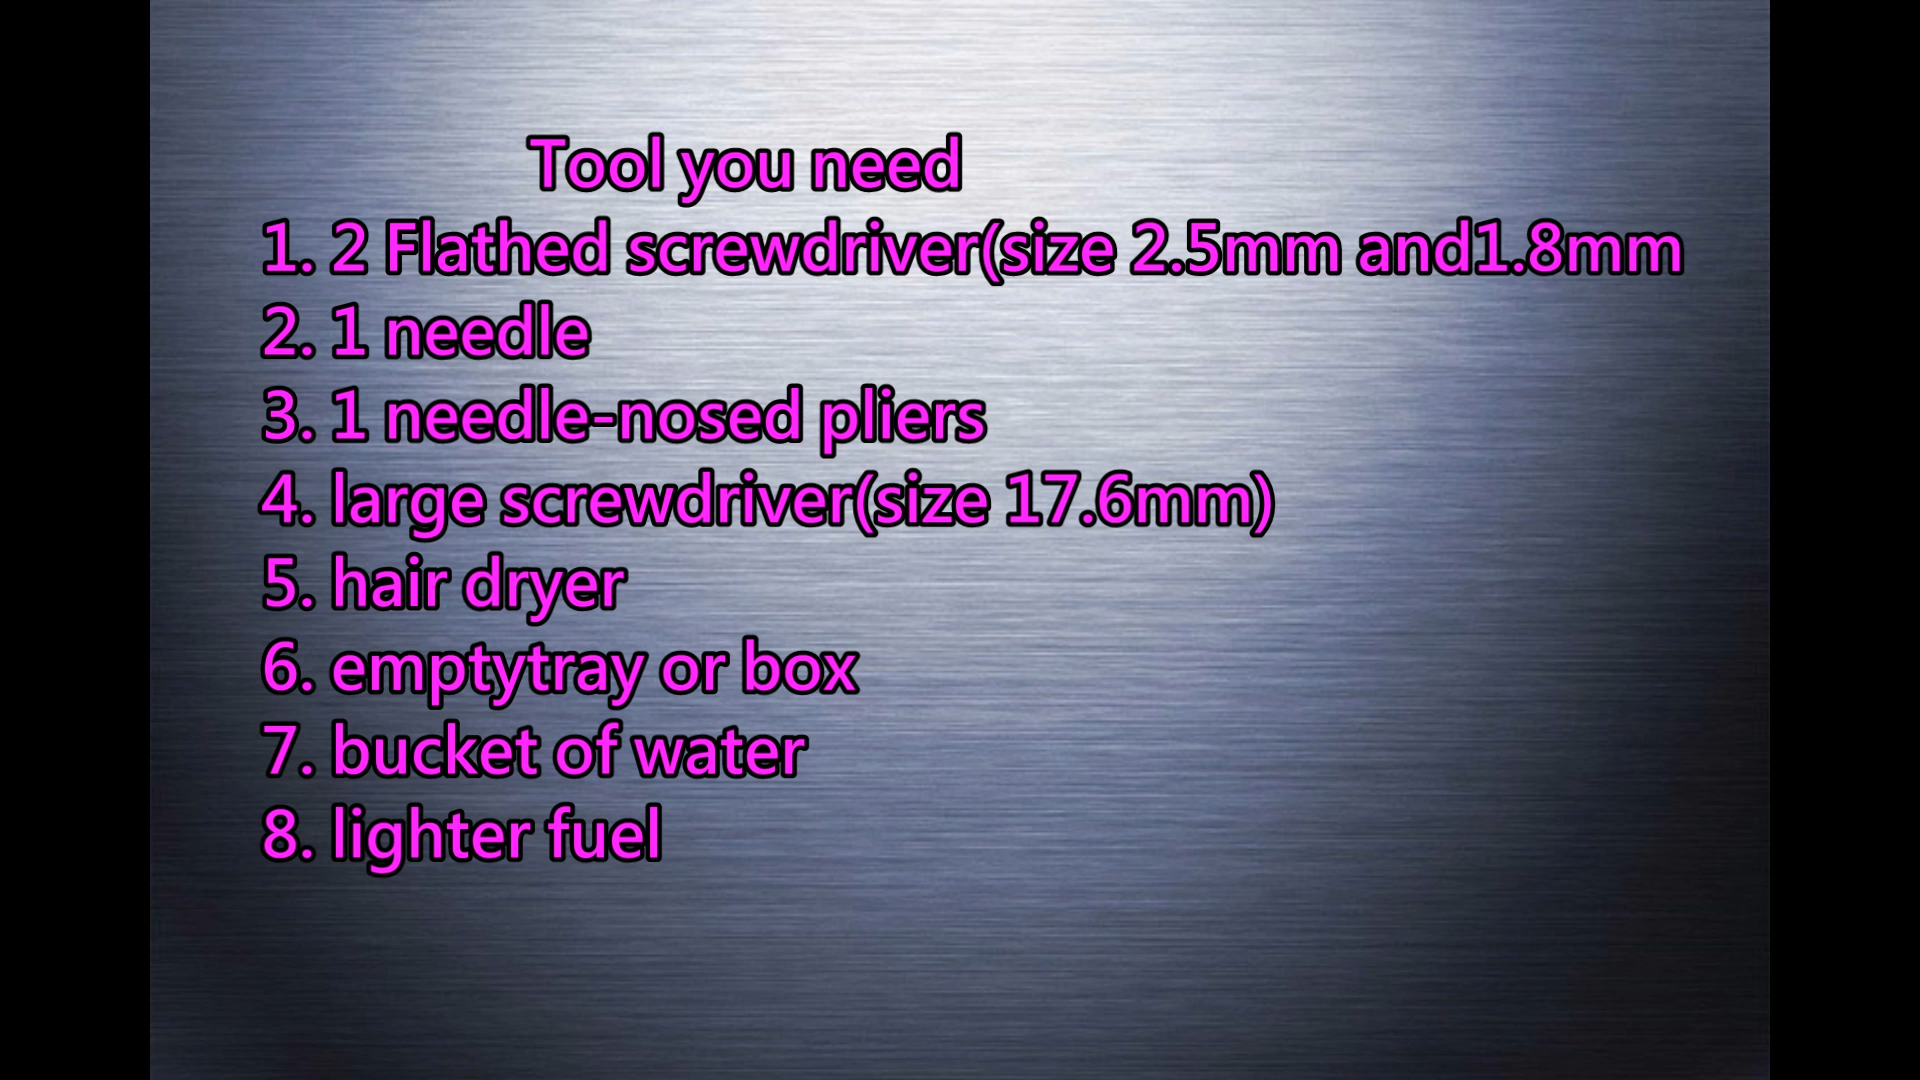 Tool you need
1. 2 Flathed screwdriver(size 2.5mm and1.8mm
2. 1 needle
3. 1 needle-nosed pliers
4. large screwdriver(size 17.6mm)
5. hair dryer
6. emptytray or box
7. bucket of water
8. lighter fuel